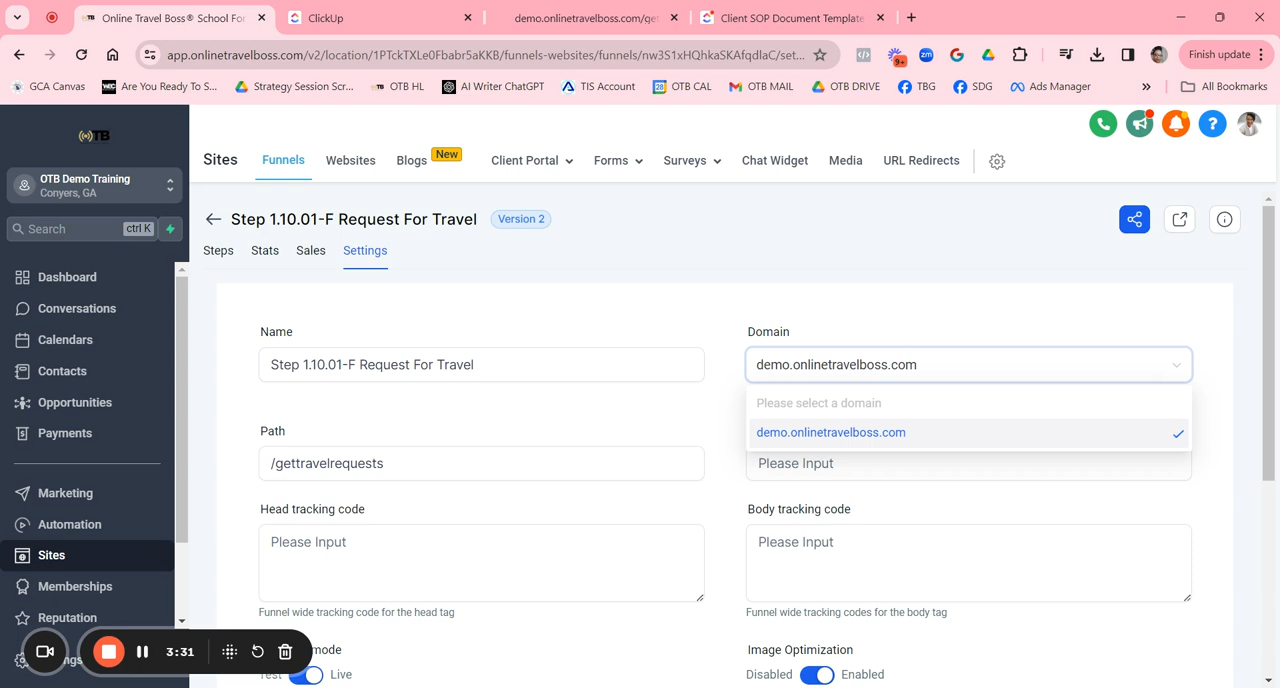 Online Travel Boss® School For
ClickUp
demo.onlinetravelboss.com/get
Client SOP Document Template
app.onlinetravelboss.com/v2/location/1PTckTXLe0Fbabr5aKKB/funnels-websites/funnels/nw3S1xHQhkaSKAfqdlaC/set...
9+
zm
Finish update
GCA Canvas
Are You Ready To S...
Strategy Session Scr...
OTB HL
AI Writer ChatGPT
TIS Account
OTB CAL
OTB MAIL
OTB DRIVE
TBG
SDG
Ads Manager
All Bookmarks
OTB
OTB Demo Training
Conyers, GA
Search
ctrl K
Dashboard
Conversations
Calendars
Contacts
Opportunities
Payments
Marketing
Automation
Sites
Memberships
Reputation
Sites
Funnels
Websites
Blogs
New
Client Portal
Forms
Surveys
Chat Widget
Media
URL Redirects
Step 1.10.01-F Request For Travel
Version 2
Steps
Stats
Sales
Settings
Name
Step 1.10.01-F Request For Travel
Domain
demo.onlinetravelboss.com
Please select a domain
demo.onlinetravelboss.com
Path
/gettravelrequests
Please Input
Head tracking code
Please Input
Funnel wide tracking code for the head tag
Body tracking code
Please Input
Funnel wide tracking codes for the body tag
mode
Test
Live
Image Optimization
Disabled
Enabled
3:31